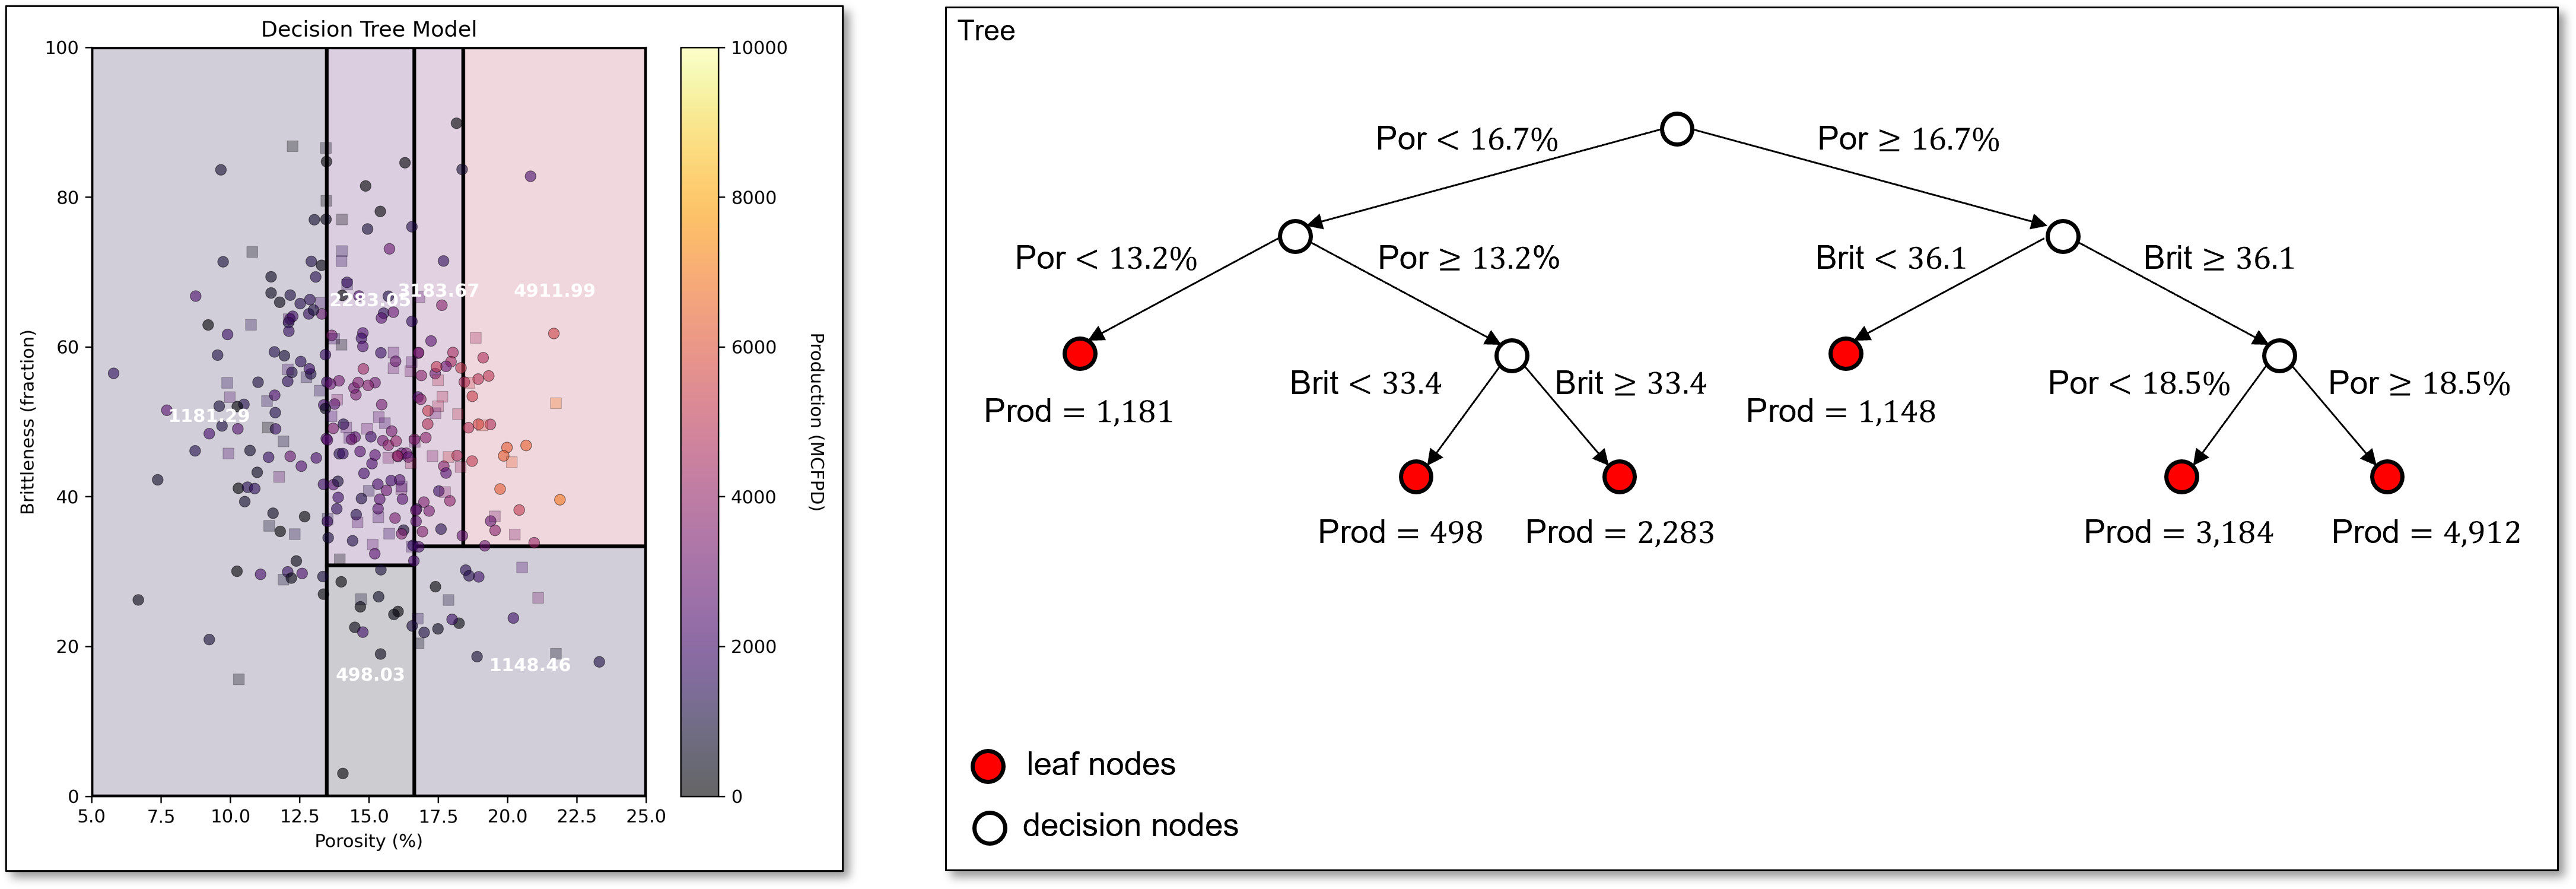 Decision Tree Model
100
80
60
40
20
0
Brittleness (fraction)
5.0 7.5 10.0 12.5 15.0 17.5 20.0 22.5 25.0
Porosity (%)
1181.29
2283.05
3183.67
4911.99
498.03
1148.46
10000
8000
6000
4000
2000
0
Production (MCFPD)
Tree
Por < 16.7% Por ≥ 16.7%
Por < 13.2% Por ≥ 13.2% Brit < 36.1 Brit ≥ 36.1
Brit < 33.4 Brit ≥ 33.4 Por < 18.5% Por ≥ 18.5%
Prod = 1,181 Prod = 1,148
Prod = 498 Prod = 2,283 Prod = 3,184 Prod = 4,912
leaf nodes
decision nodes